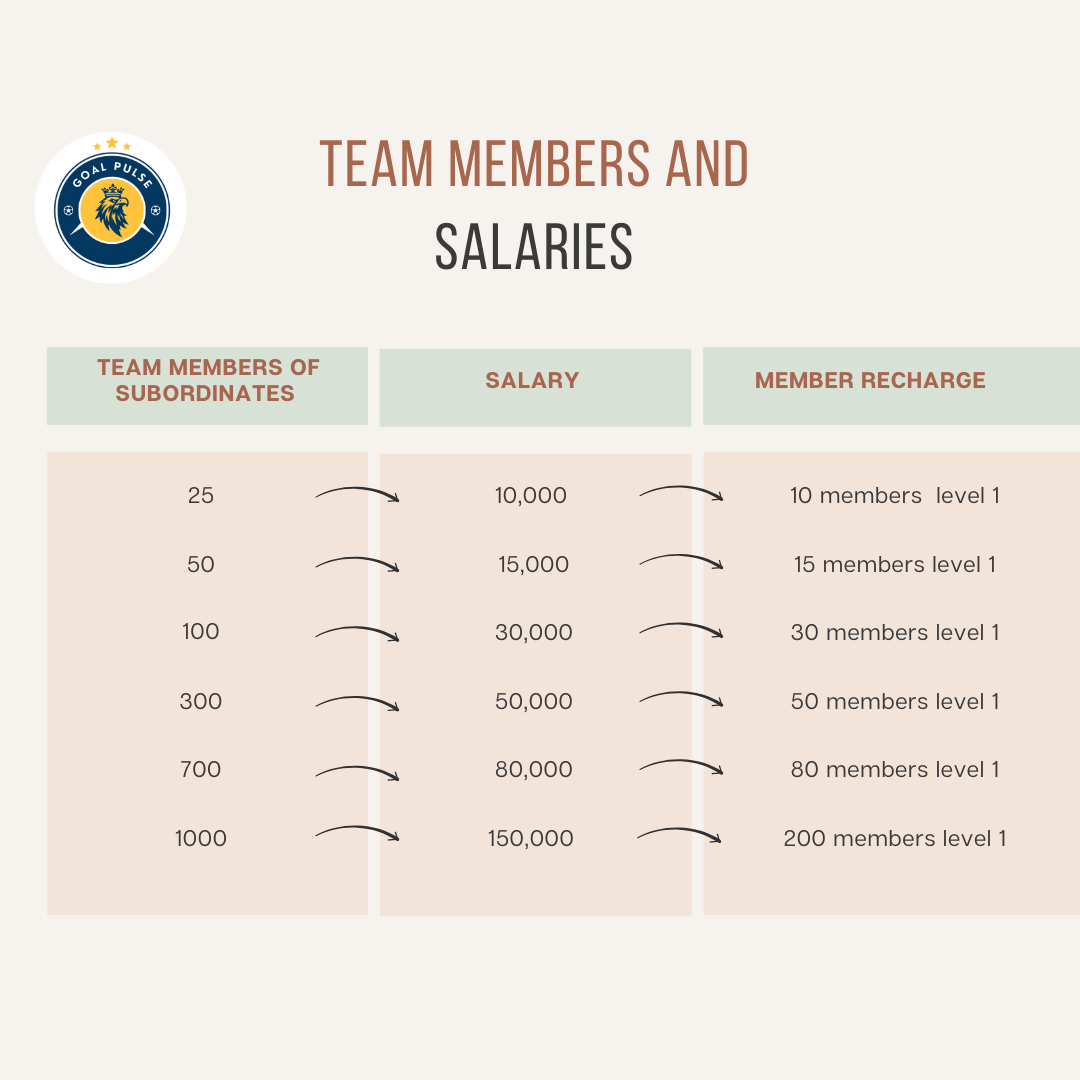 GOAL PULSE
TEAM MEMBERS AND
SALARIES
TEAM MEMBERS OF
SUBORDINATES
SALARY
MEMBER RECHARGE
25 10,000 10 members  level 1
50 15,000 15 members level 1
100 30,000 30 members level 1
300 50,000 50 members level 1
700 80,000 80 members level 1
1000 150,000 200 members level 1